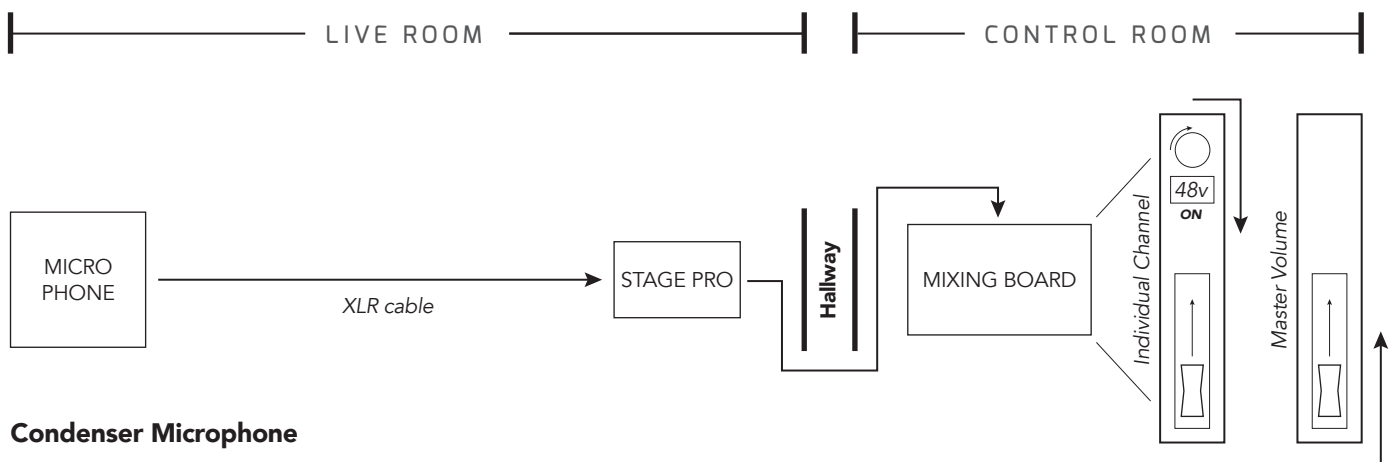 LIVE ROOM
CONTROL ROOM
MICRO
PHONE
XLR cable
STAGE PRO
Hallway
MIXING BOARD
Individual Channel
48v
ON
Master Volume
Condenser Microphone